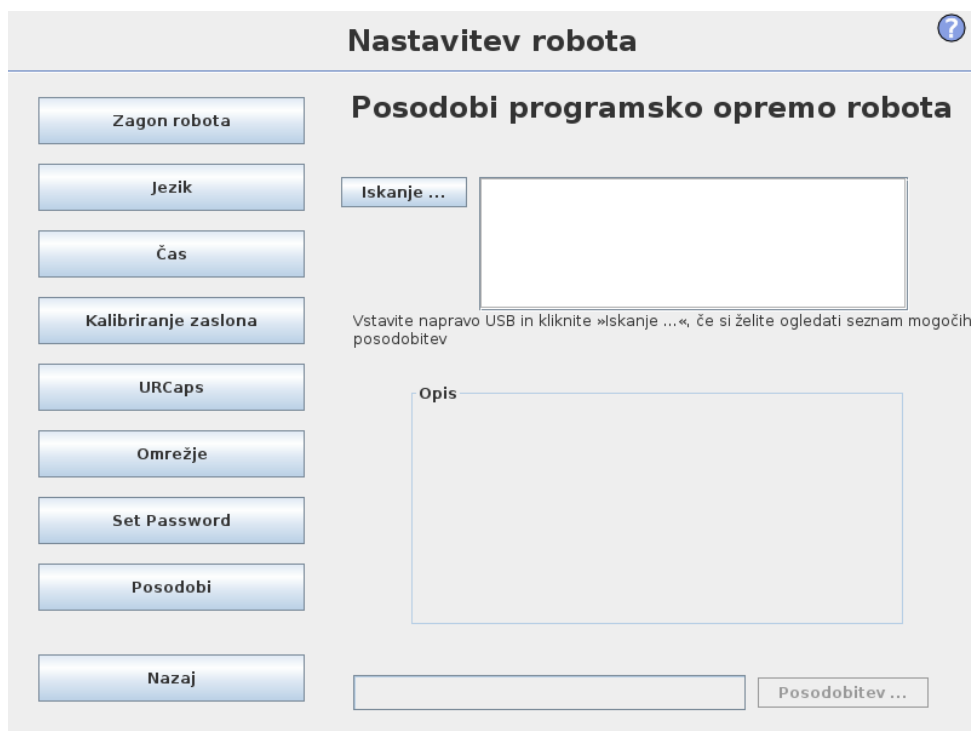 Nastavitev robota
?
Zagon robota
Jezik
Čas
Kalibriranje zaslona
URCaps
Omrežje
Set Password
Posodobi
Nazaj
Posodobi programsko opremo robota
Iskanje ...
Vstavite napravo USB in kliknite »Iskanje ...«, če si želite ogledati seznam mogočih
posodobitev
Opis
Posodobitev ...